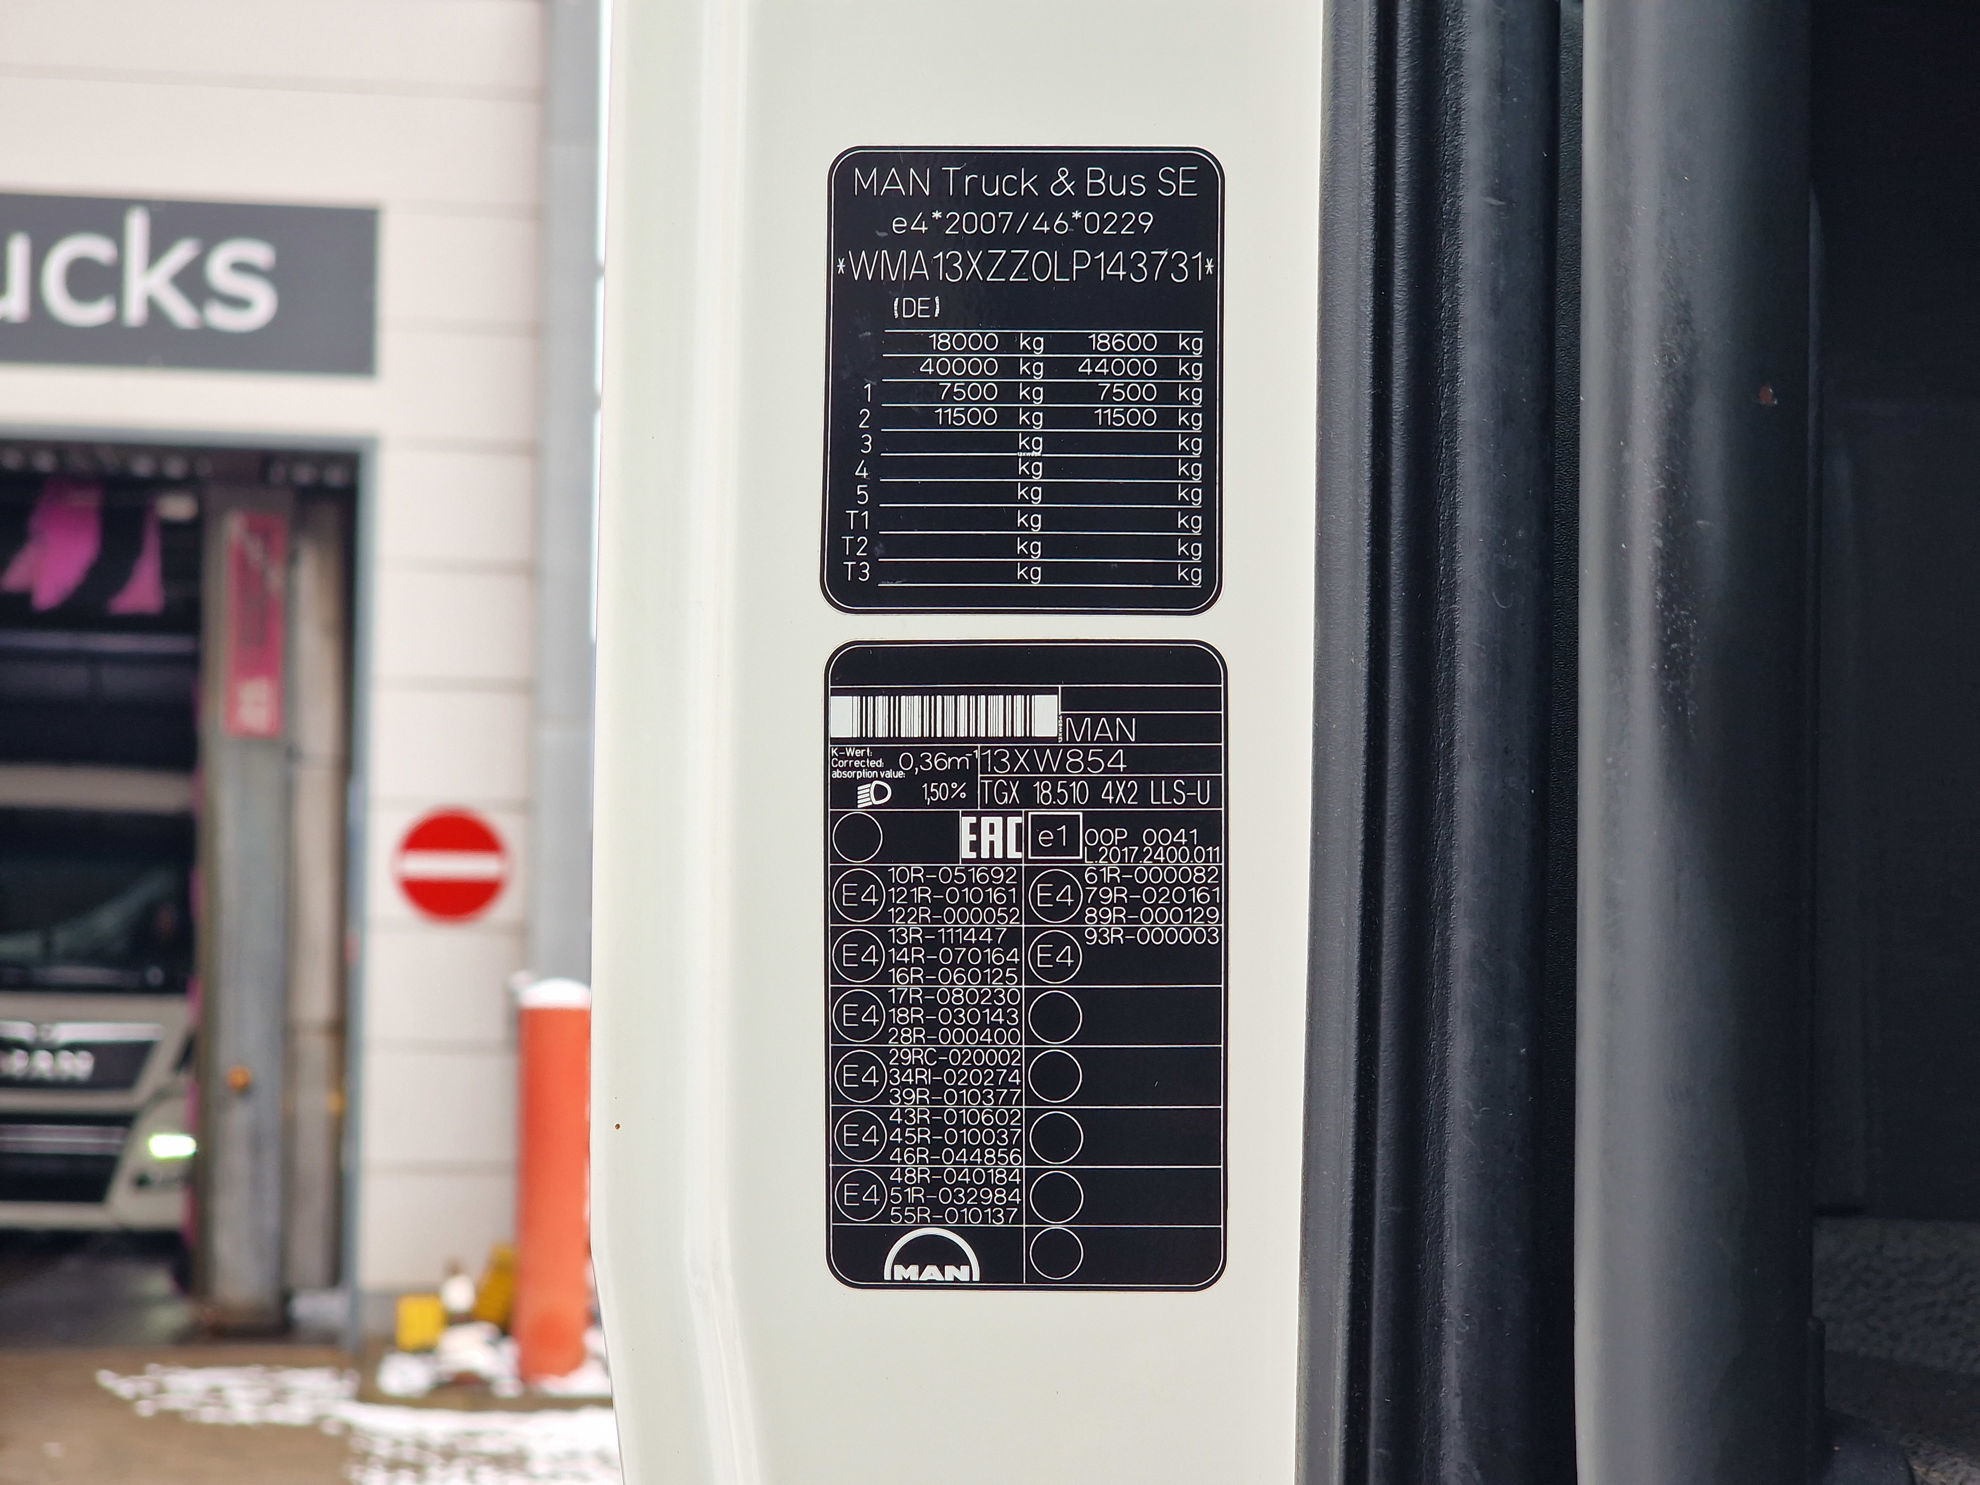 ucks
MAN Truck & Bus SE
e4*2007/46*0229
*WMA13XZZ0LP143731*
(DE)
18000 kg 18600 kg
40000 kg 44000 kg
1 7500 kg 7500 kg
2 11500 kg 11500 kg
3 kg kg
4 kg kg
5 kg kg
T1 kg kg
T2 kg kg
T3 kg kg
MAN
K-Wert:
Corrected:
absorption value:
0,36m⁻¹
13XW854
1,50%
TGX 18.510 4X2 LLS-U
EAC
e1
00P 0041
L.2017.2400.011
E4
10R-051692
121R-010161
122R-000052
E4
61R-000082
79R-020161
89R-000129
E4
13R-111447
14R-070164
16R-060125
E4
93R-000003
E4
17R-080230
18R-030143
28R-000400
E4
29RC-020002
34RI-020274
39R-010377
E4
43R-010602
45R-010037
46R-044856
E4
48R-040184
51R-032984
55R-010137
MAN
MAN